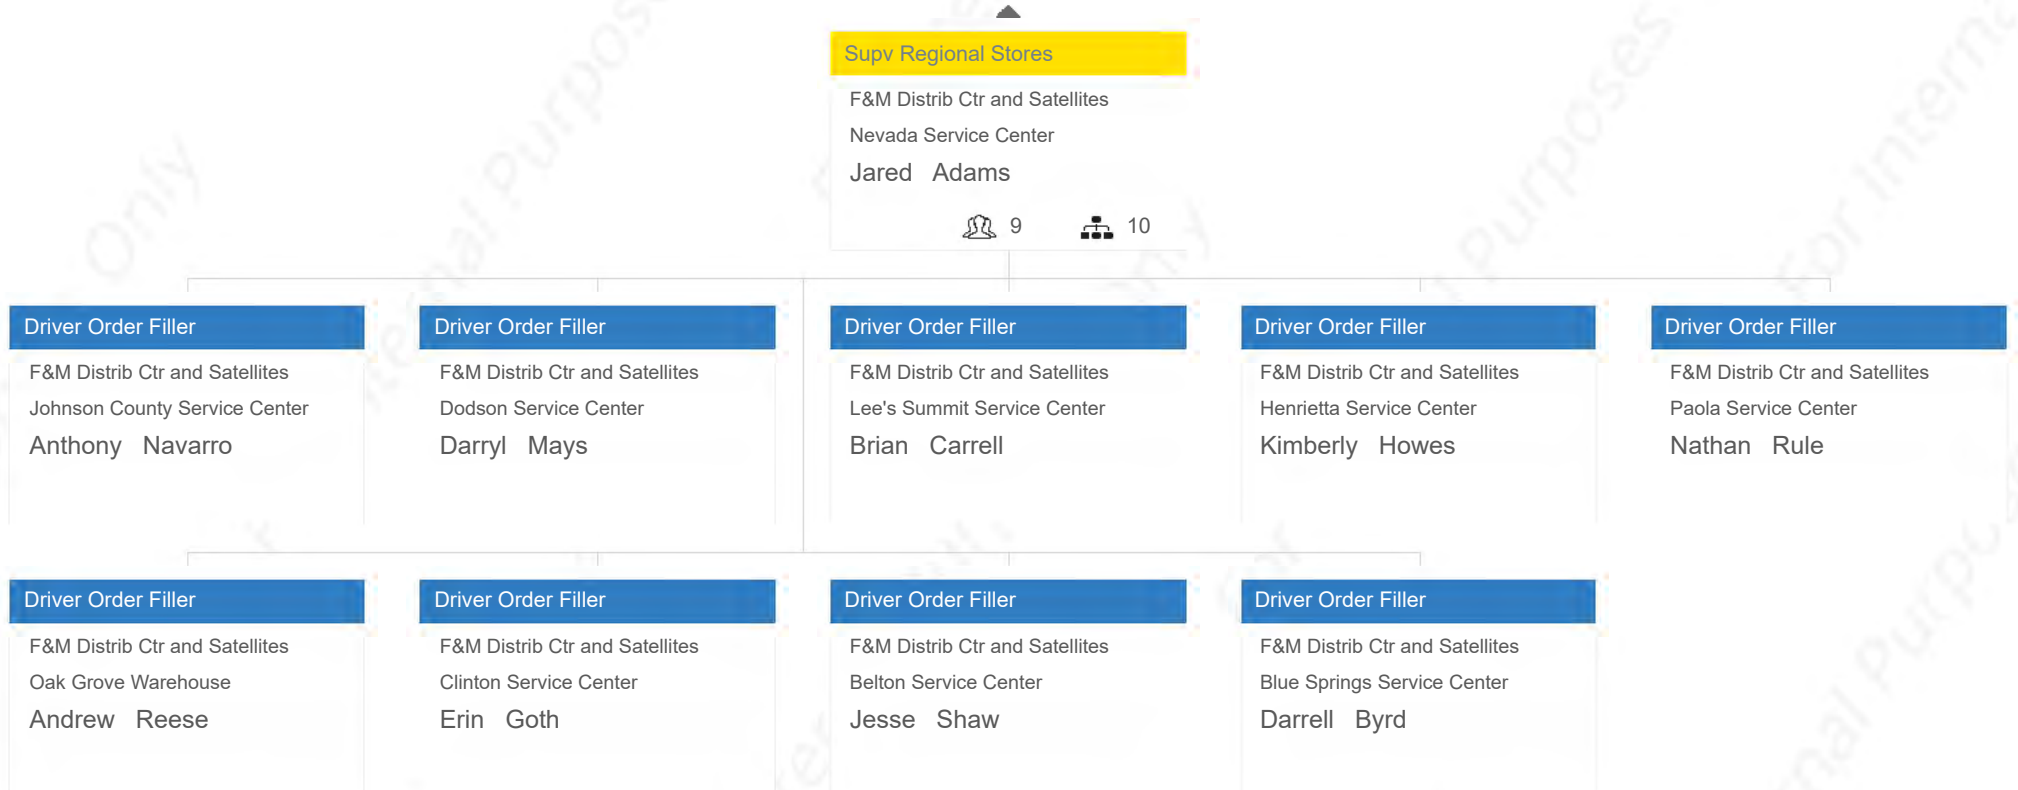 Supv Regional Stores
F&M Distrib Ctr and Satellites
Nevada Service Center
Jared Adams
9 10
Driver Order Filler
F&M Distrib Ctr and Satellites
Johnson County Service Center
Anthony Navarro
Driver Order Filler
F&M Distrib Ctr and Satellites
Dodson Service Center
Darryl Mays
Driver Order Filler
F&M Distrib Ctr and Satellites
Lee's Summit Service Center
Brian Carrell
Driver Order Filler
F&M Distrib Ctr and Satellites
Henrietta Service Center
Kimberly Howes
Driver Order Filler
F&M Distrib Ctr and Satellites
Paola Service Center
Nathan Rule
Driver Order Filler
F&M Distrib Ctr and Satellites
Oak Grove Warehouse
Andrew Reese
Driver Order Filler
F&M Distrib Ctr and Satellites
Clinton Service Center
Erin Goth
Driver Order Filler
F&M Distrib Ctr and Satellites
Belton Service Center
Jesse Shaw
Driver Order Filler
F&M Distrib Ctr and Satellites
Blue Springs Service Center
Darrell Byrd